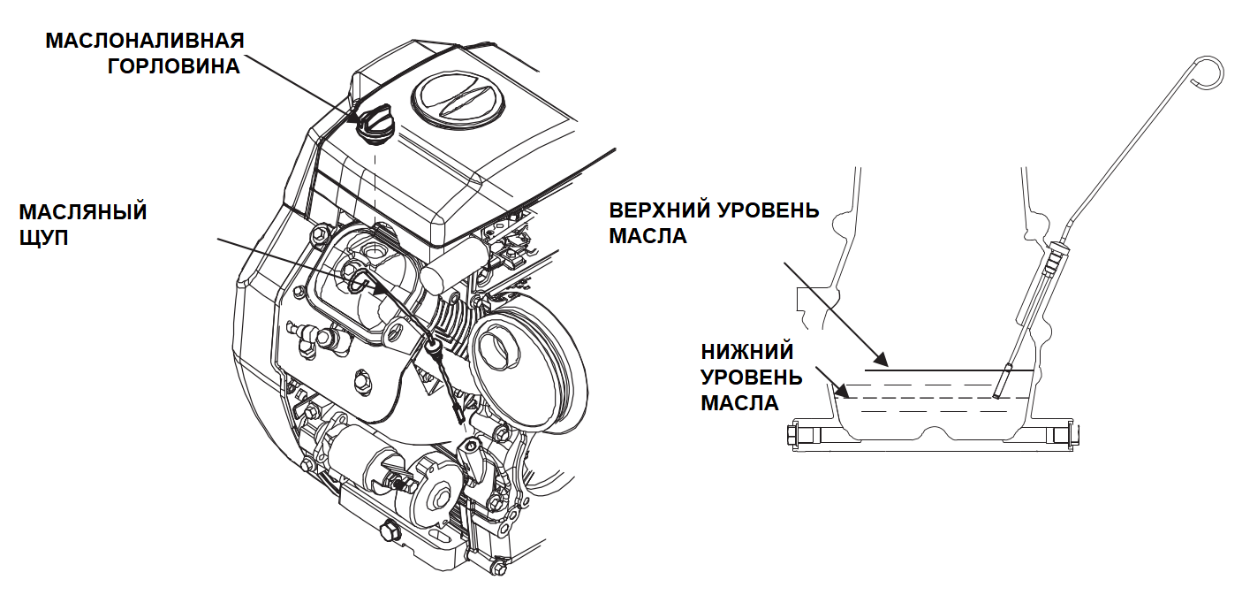 МАСЛОНАЛИВНАЯ
ГОРЛОВИНА
МАСЛЯНЫЙ
ЩУП
ВЕРХНИЙ УРОВЕНЬ
МАСЛА
НИЖНИЙ
УРОВЕНЬ
МАСЛА